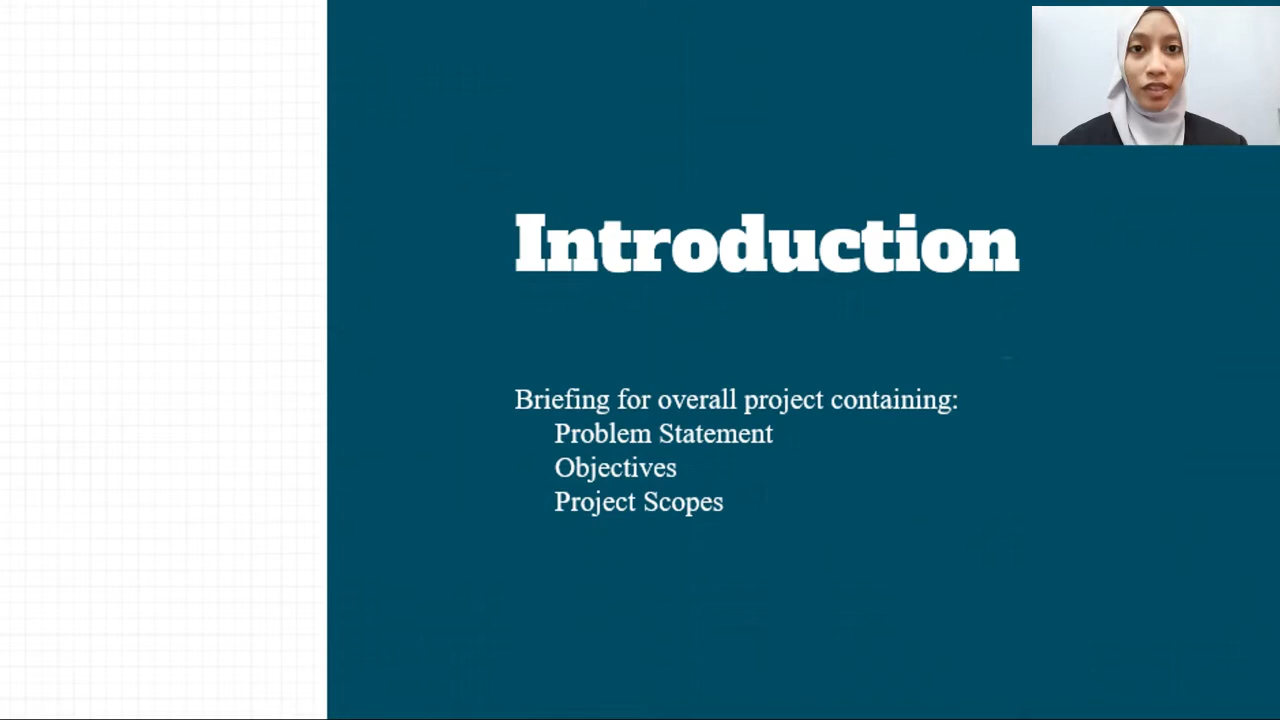 Introduction
Briefing for overall project containing:
Problem Statement
Objectives
Project Scopes